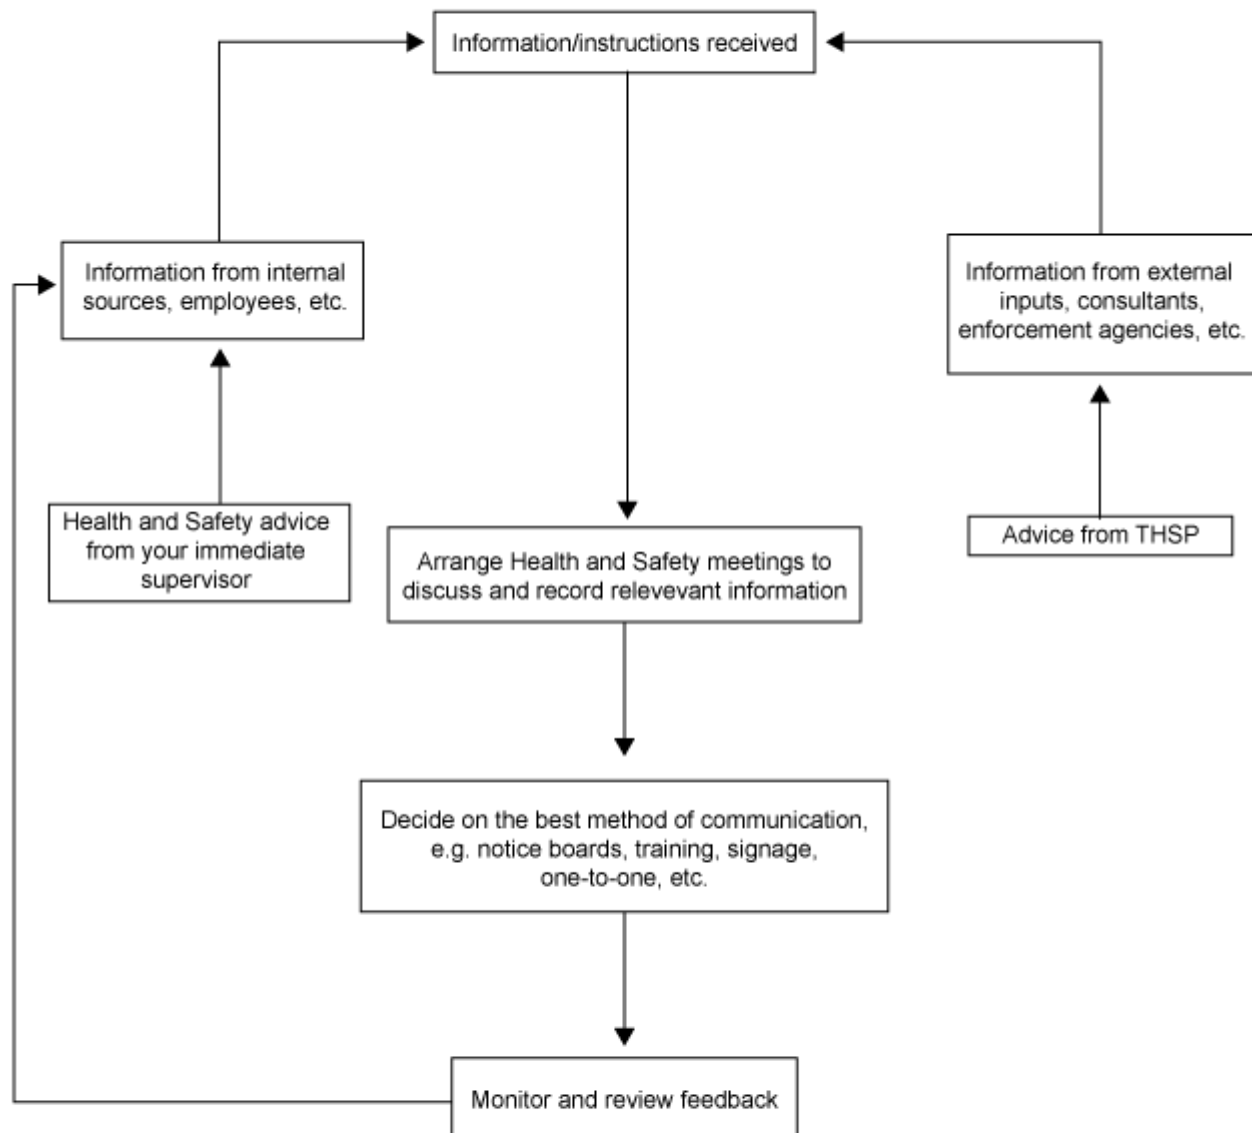 Information/instructions received
Information from internal
sources, employees, etc.
Information from external
inputs, consultants,
enforcement agencies, etc.
Health and Safety advice
from your immediate
supervisor
Arrange Health and Safety meetings to
discuss and record relevevant information
Advice from THSP
Decide on the best method of communication,
e.g. notice boards, training, signage,
one-to-one, etc.
Monitor and review feedback